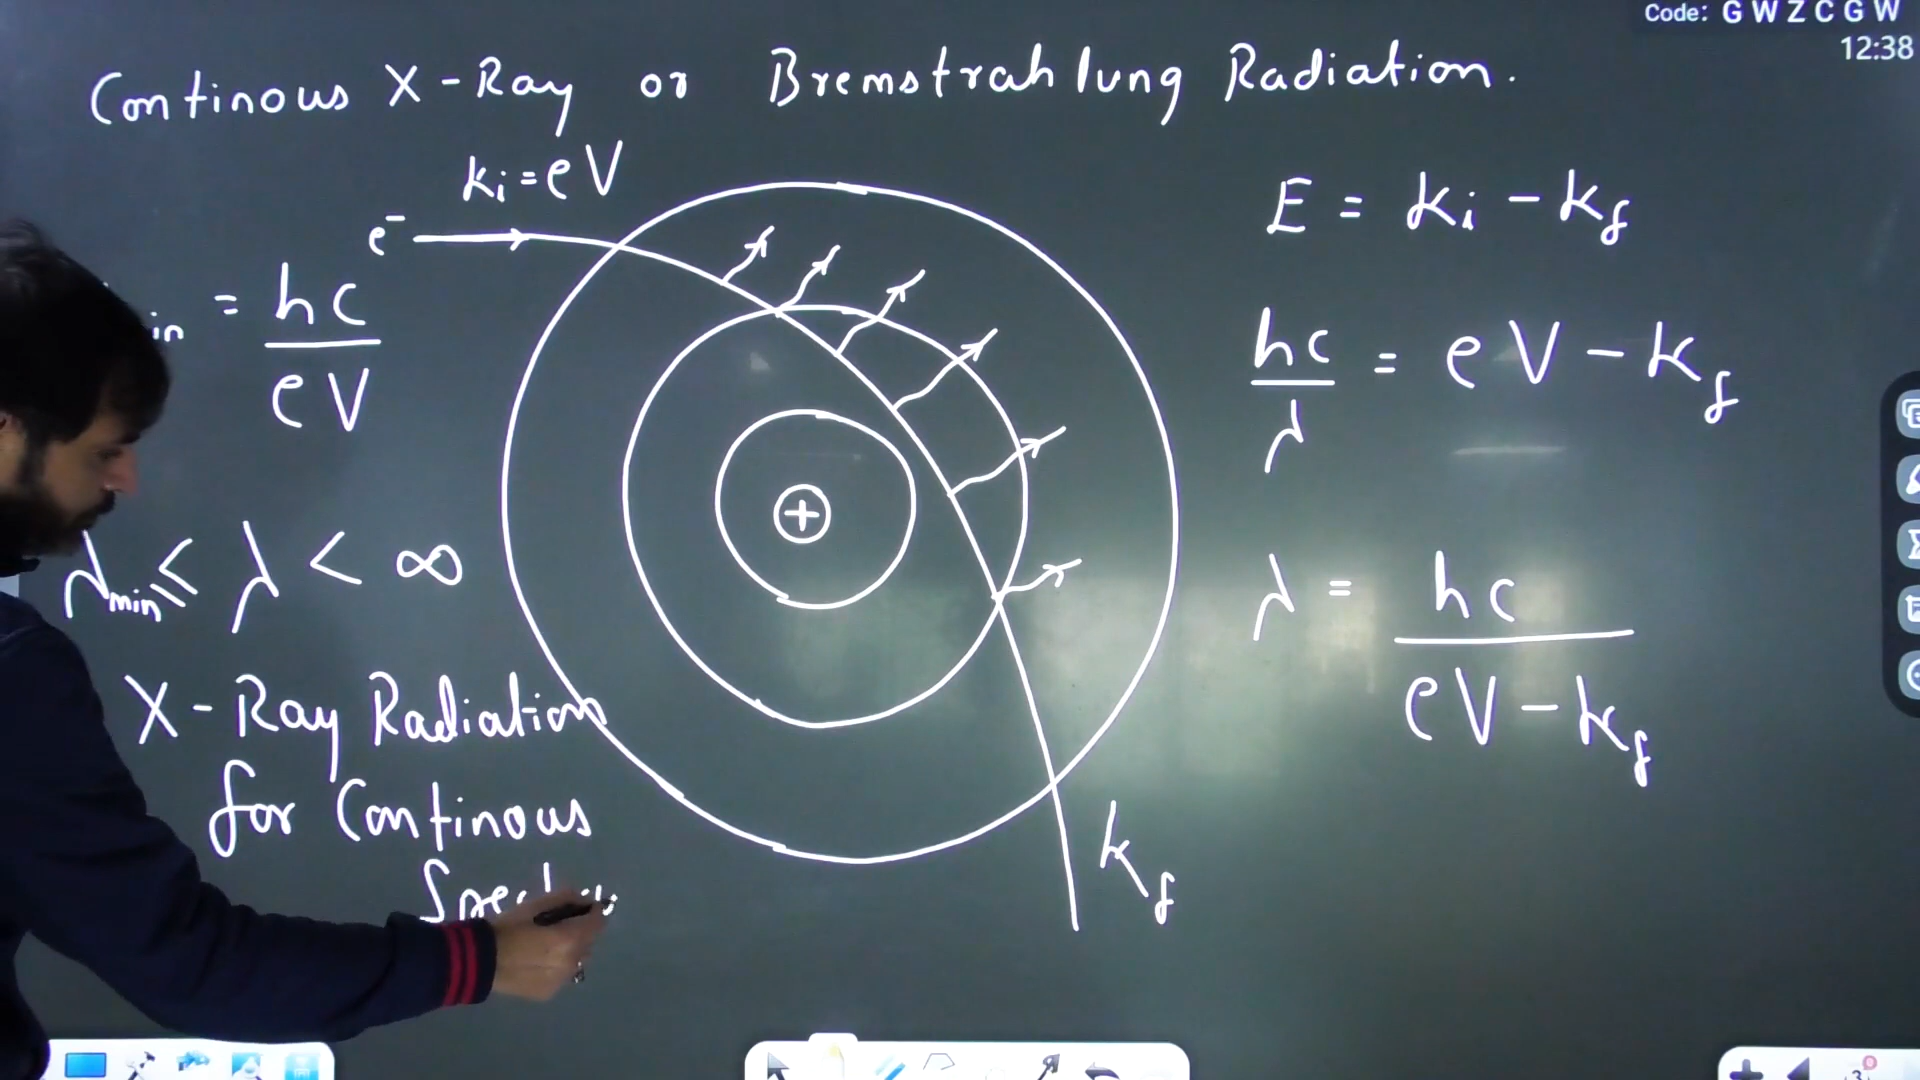 Code: G W Z C G W
12:38
Continous X-Ray or Bremstrahlung Radiation.
ki = eV
e-
in = hc / eV
λmin ≤ λ < ∞
X-Ray Radiation
for Continous
+
kf
E = ki - kf
hc / λ = eV - kf
λ = hc / (eV - kf)